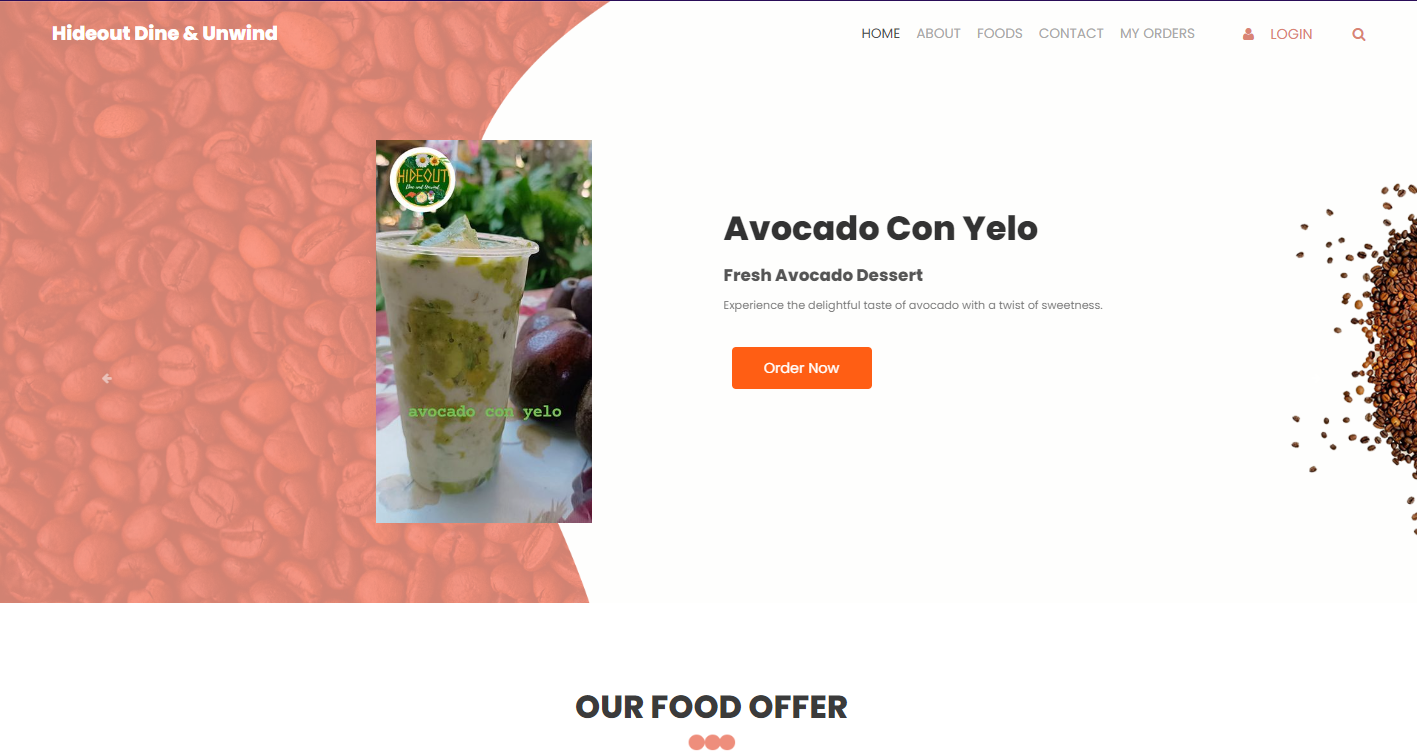 Hideout Dine & Unwind
HOME ABOUT FOODS CONTACT MY ORDERS LOGIN
HIDEOUT
Dine and Unwind
Avocado Con Yelo
Fresh Avocado Dessert
Experience the delightful taste of avocado with a twist of sweetness.
Order Now
avocado con yelo
OUR FOOD OFFER